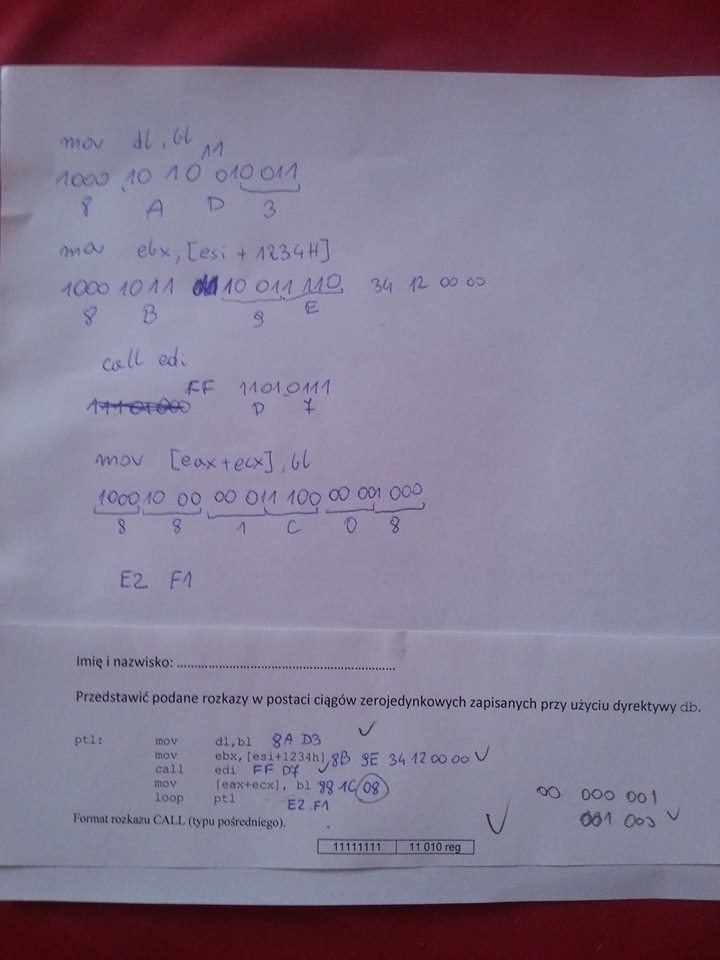 mov dl, bl
11
1000 10 10 010 011
8 A D 3
mov ebx, [esi + 1234H]
1000 10 11 10 011 110 34 12 00 00
8 B 9 E
call edi
FF 11010111
11101000
D 7
mov [eax+ecx], bl
1000 10 00 00 011 100 00 001 000
8 8 1 C 0 8
E2 F1
Imię i nazwisko: ............................................................
Przedstawić podane rozkazy w postaci ciągów zerojedynkowych zapisanych przy użyciu dyrektywy db.
ptl: mov dl,bl 8A D3 ✓
mov ebx,[esi+1234h] 8B 9E 34 12 00 00 ✓
call edi FF D7 ✓
mov [eax+ecx], bl 88 1C 08
loop ptl E2 F1
00 000 001
001 000 ✓
Format rozkazu CALL (typu pośredniego). ✓
11111111 11 010 reg